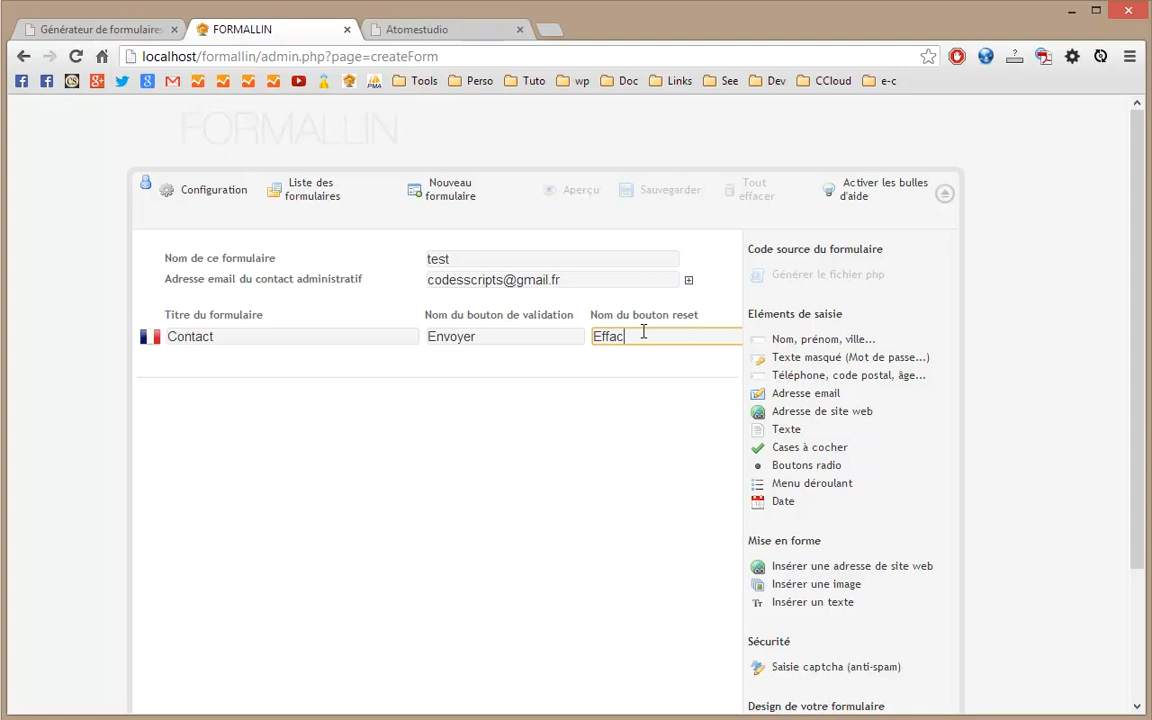 Générateur de formulaires
FORMALLIN
Atomestudio
localhost/formallin/admin.php?page=createForm
Tools
Perso
Tuto
wp
Doc
Links
See
Dev
CCloud
e-c
PMA
FORMALLIN
Configuration
Liste des
formulaires
Nouveau
formulaire
Aperçu
Sauvegarder
Tout
effacer
Activer les bulles
d'aide
Nom de ce formulaire
test
Adresse email du contact administratif
codesscripts@gmail.fr
Titre du formulaire
Nom du bouton de validation
Nom du bouton reset
Contact
Envoyer
Effac
Code source du formulaire
Générer le fichier php
Eléments de saisie
Nom, prénom, ville...
Texte masqué (Mot de passe...)
Téléphone, code postal, âge...
Adresse email
Adresse de site web
Texte
Cases à cocher
Boutons radio
Menu déroulant
Date
Mise en forme
Insérer une adresse de site web
Insérer une image
Insérer un texte
Sécurité
Saisie captcha (anti-spam)
Design de votre formulaire